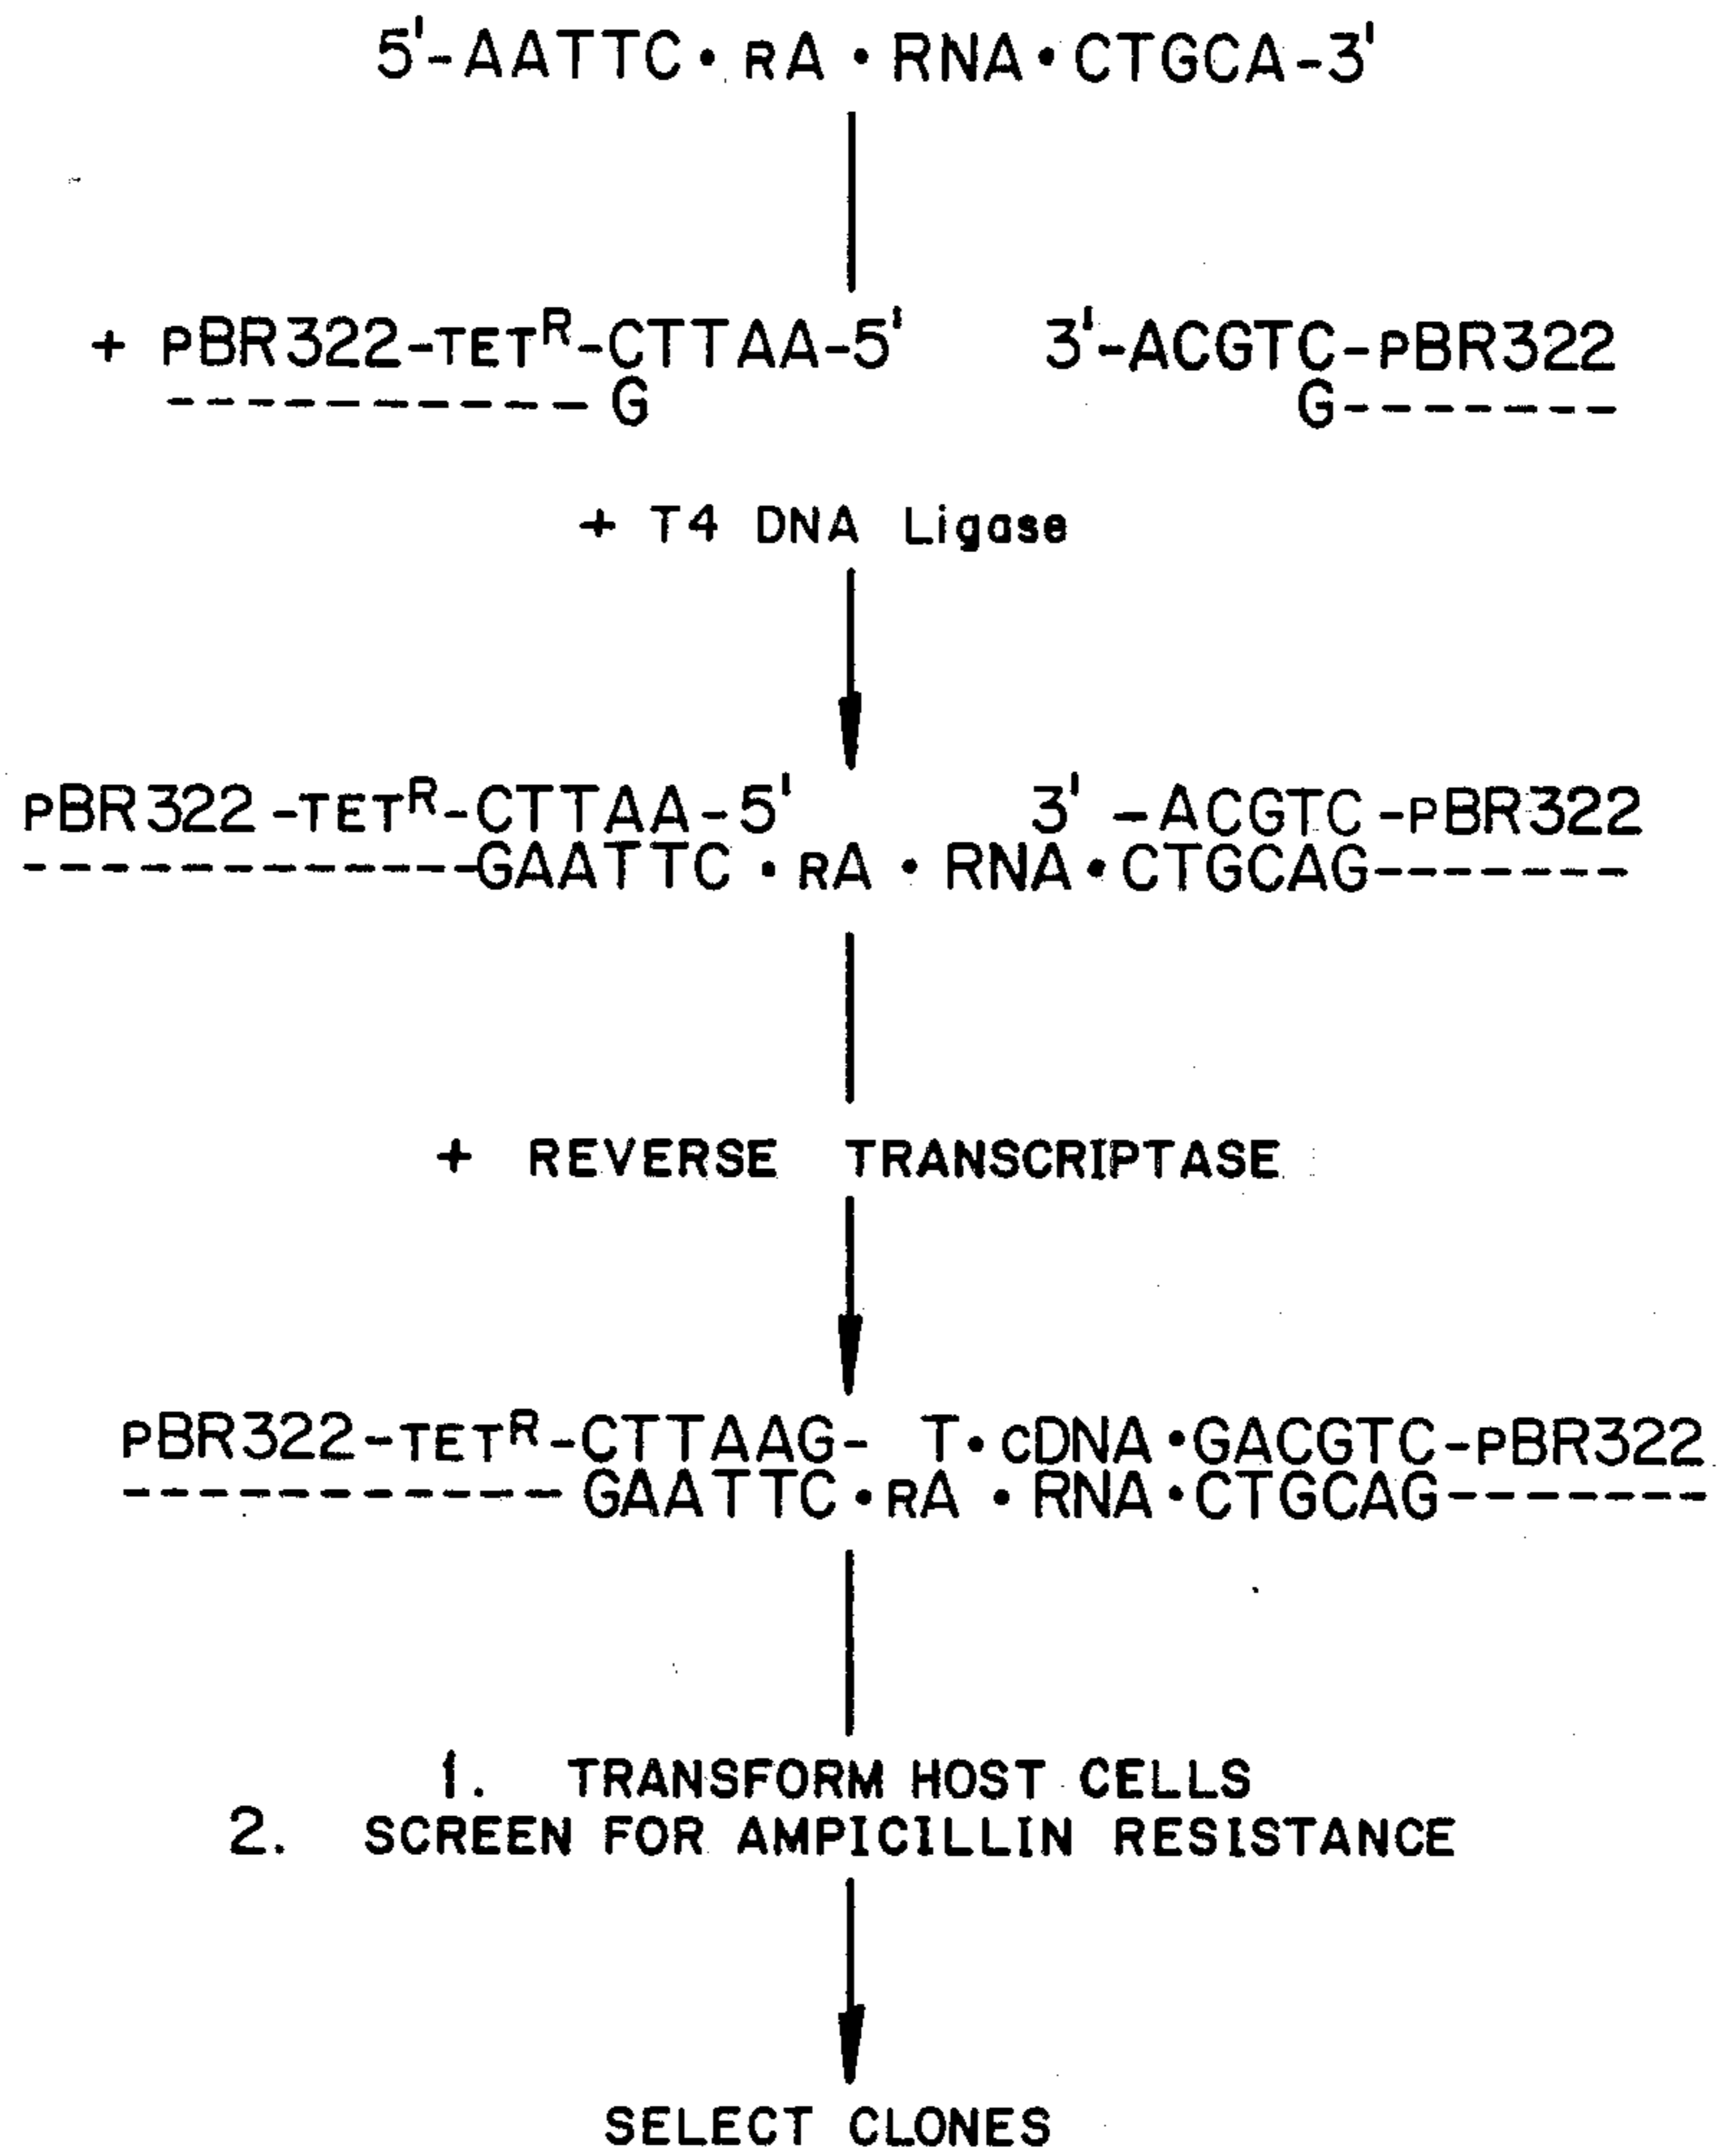 5'-AATTC• RA • RNA• CTGCA-3'
+ PBR322-TET^R-CTTAA-5' 3'-ACGTC-PBR322
-----------G G-------
+ T4 DNA Ligase
PBR322-TET^R-CTTAA-5' 3' -ACGTC-PBR322
------------GAATTC • RA • RNA • CTGCAG-------
+ REVERSE TRANSCRIPTASE
PBR322-TET^R-CTTAAG- T• CDNA •GACGTC-PBR322
------------ GAATTC •RA • RNA •CTGCAG-------
1. TRANSFORM HOST CELLS
2. SCREEN FOR AMPICILLIN RESISTANCE
SELECT CLONES